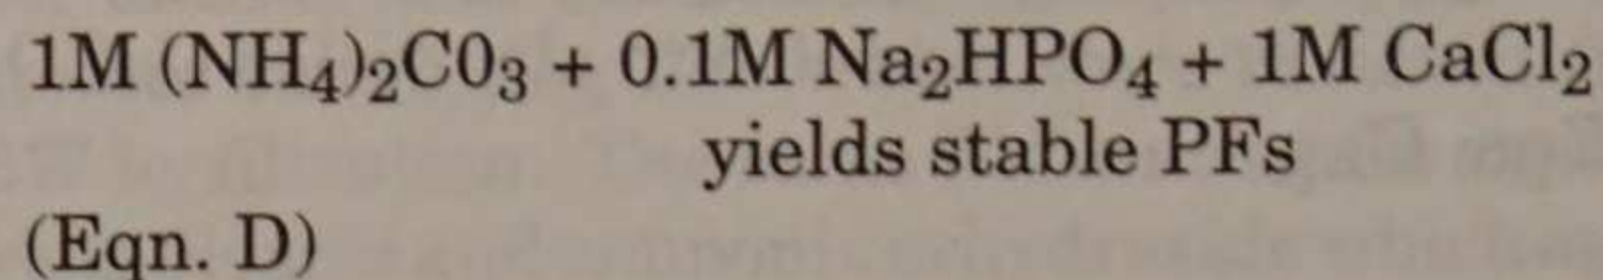 1M (NH₄)₂C0₃ + 0.1M Na₂HPO₄ + 1M CaCl₂
yields stable PFs
(Eqn. D)